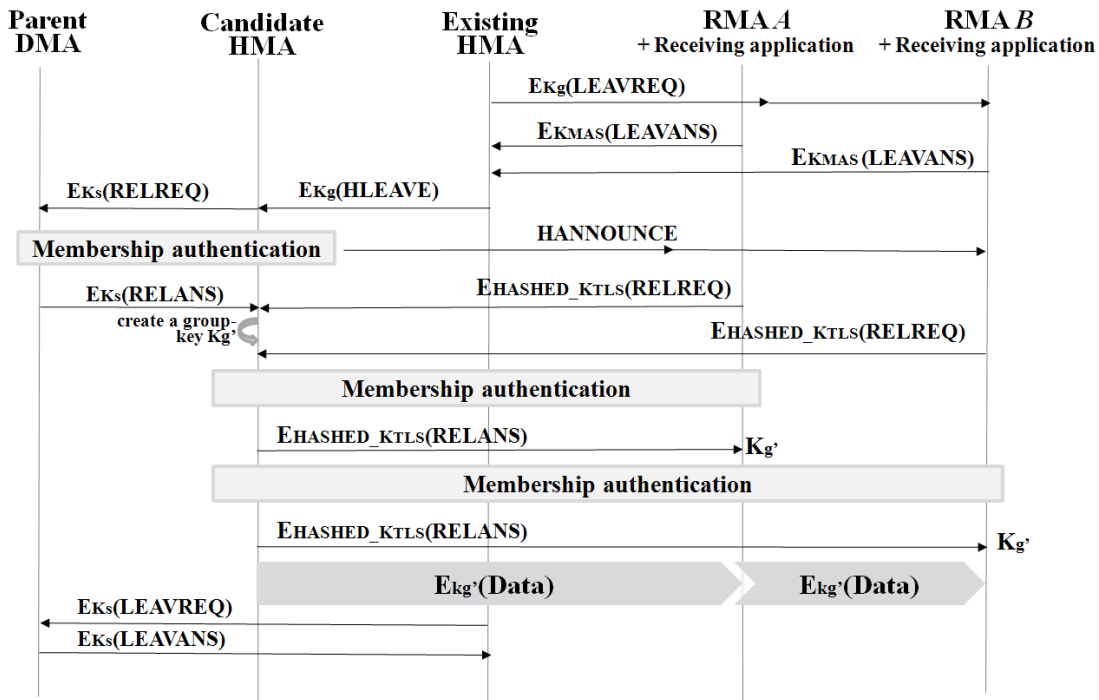 Parent
DMA
Candidate
HMA
Existing
HMA
RMA A
+ Receiving application
RMA B
+ Receiving application
EKg(LEAVREQ)
EKMAS(LEAVANS)
EKMAS (LEAVANS)
EKs(RELREQ)
EKg(HLEAVE)
Membership authentication
HANNOUNCE
EKs(RELANS)
EHASHED_KTLS(RELREQ)
create a group-
key Kg’
EHASHED_KTLS(RELREQ)
Membership authentication
EHASHED_KTLS(RELANS)
Kg’
Membership authentication
EHASHED_KTLS(RELANS)
Kg’
Ekg’(Data)
Ekg’(Data)
EKs(LEAVREQ)
EKs(LEAVANS)